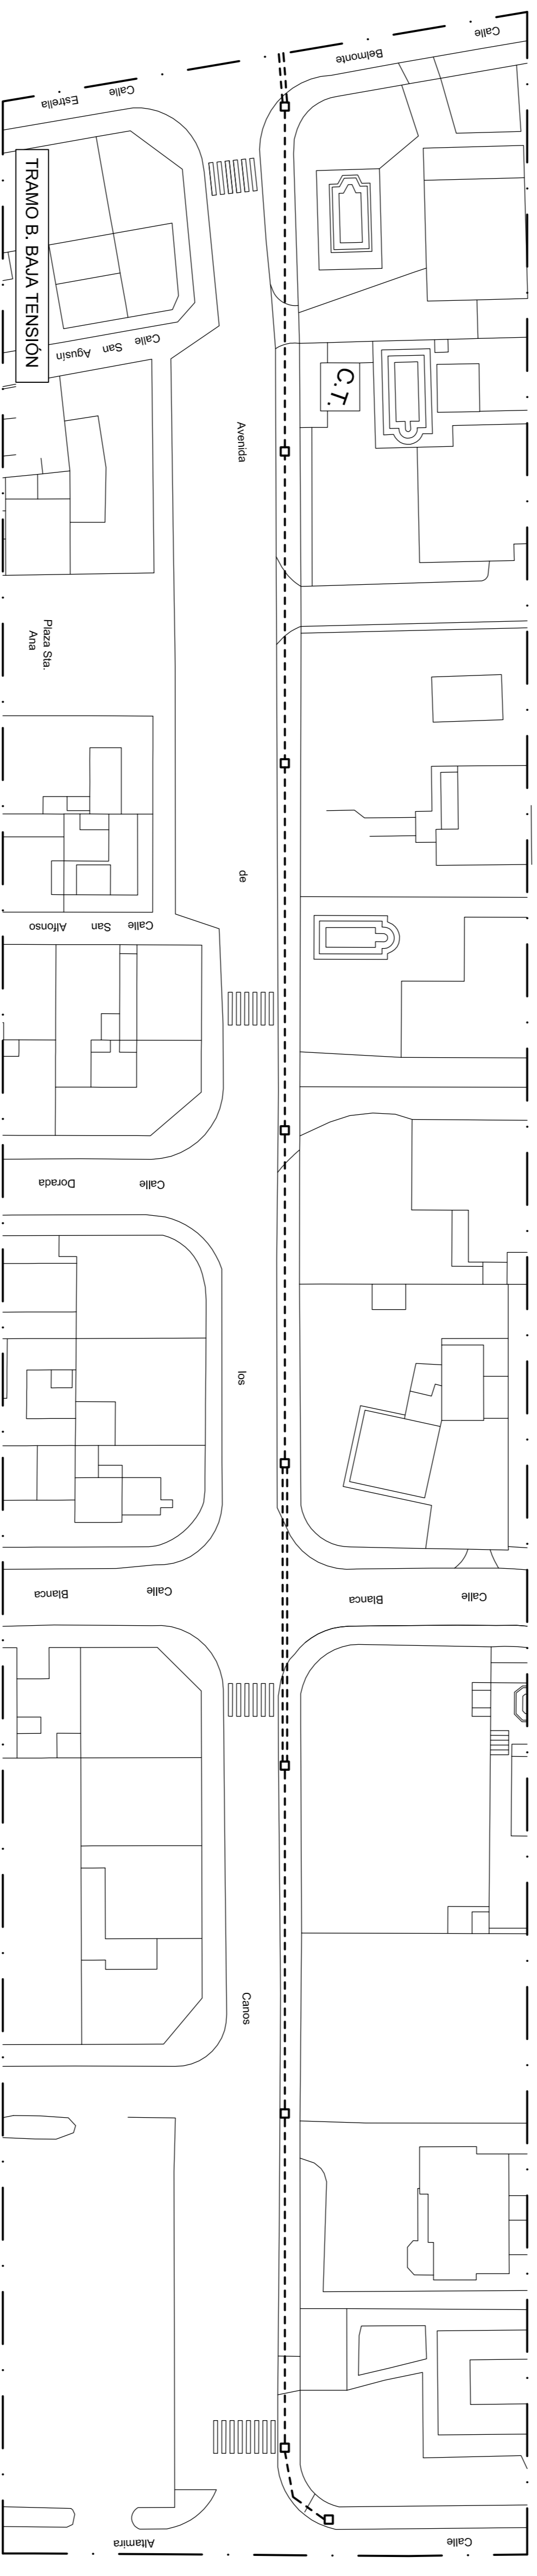 Calle Belmonte
Calle Estrella
TRAMO B. BAJA TENSIÓN
Calle San Agusín
C.T.
Avenida
Plaza Sta.
Ana
de
Calle San Alfonso
Calle Dorada
los
Calle Blanca
Calle Blanca
Canos
Calle Altamira